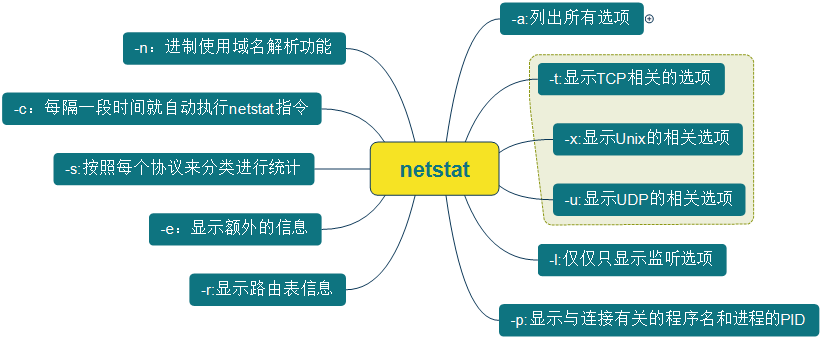 netstat
-n：进制使用域名解析功能
-c：每隔一段时间就自动执行netstat指令
-s:按照每个协议来分类进行统计
-e：显示额外的信息
-r:显示路由表信息
-a:列出所有选项
-t:显示TCP相关的选项
-x:显示Unix的相关选项
-u:显示UDP的相关选项
-l:仅仅只显示监听选项
-p:显示与连接有关的程序名和进程的PID